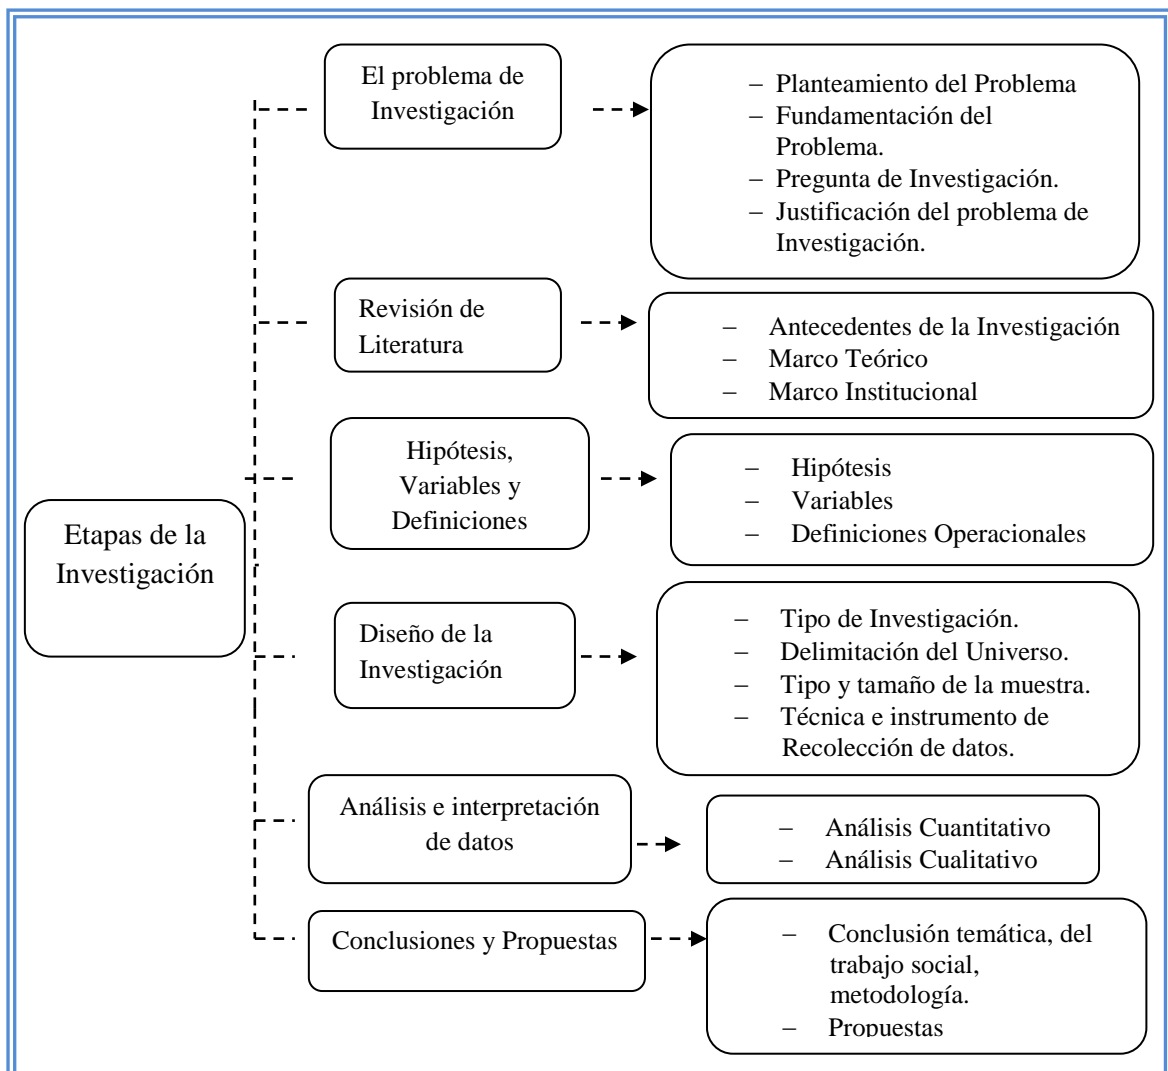 El problema de
Investigación
– Planteamiento del Problema
– Fundamentación del
Problema.
– Pregunta de Investigación.
– Justificación del problema de
Investigación.
Revisión de
Literatura
– Antecedentes de la Investigación
– Marco Teórico
– Marco Institucional
Hipótesis,
Variables y
Definiciones
– Hipótesis
– Variables
– Definiciones Operacionales
Etapas de la
Investigación
Diseño de la
Investigación
– Tipo de Investigación.
– Delimitación del Universo.
– Tipo y tamaño de la muestra.
– Técnica e instrumento de
Recolección de datos.
Análisis e interpretación
de datos
– Análisis Cuantitativo
– Análisis Cualitativo
Conclusiones y Propuestas
– Conclusión temática, del
trabajo social,
metodología.
– Propuestas